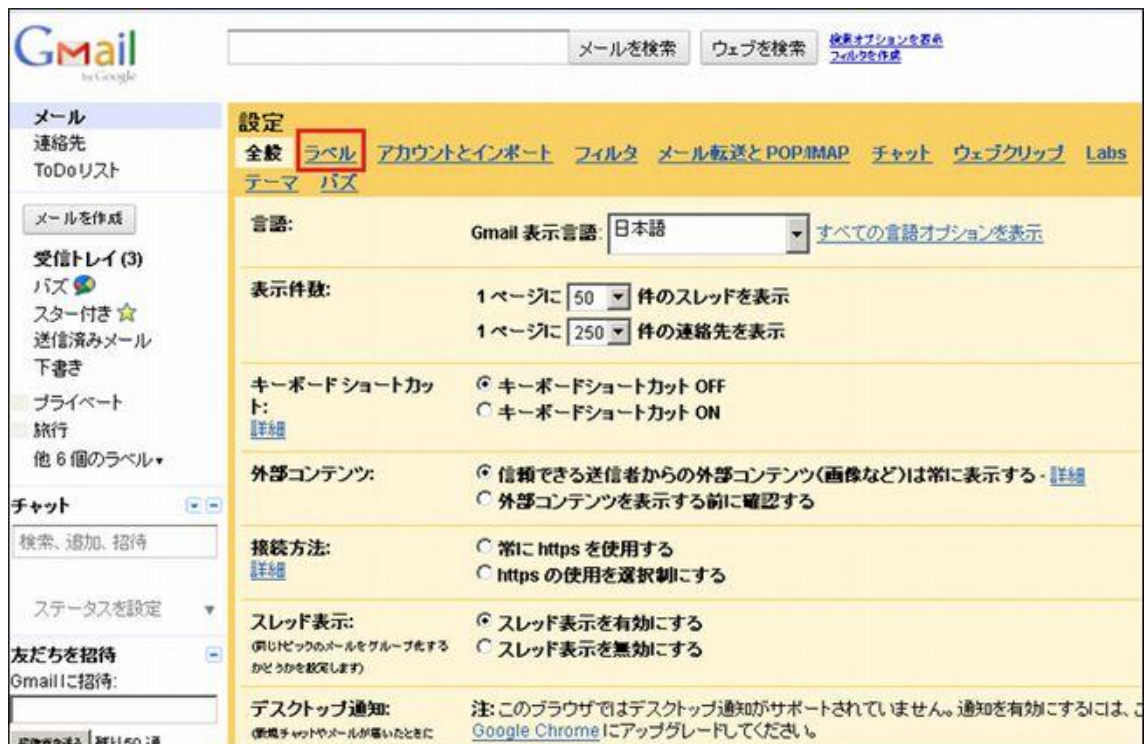 Gmail
by Google
メールを検索
ウェブを検索
検索オプションを表示
フィルタを作成
メール
連絡先
ToDoリスト
メールを作成
受信トレイ (3)
バズ
スター付き
送信済みメール
下書き
プライベート
旅行
他 6 個のラベル▾
チャット
検索、追加、招待
ステータスを設定
友だちを招待
Gmail に招待:
残り50 通
設定
全般 ラベル アカウントとインポート フィルタ メール転送と POP/IMAP チャット ウェブクリップ Labs
テーマ バズ
言語:
Gmail 表示言語: 日本語 すべての言語オプションを表示
表示件数:
1 ページに 50 件のスレッドを表示
1 ページに 250 件の連絡先を表示
キーボード ショートカッ
ト:
詳細
キーボードショートカット OFF
キーボードショートカット ON
外部コンテンツ:
信頼できる送信者からの外部コンテンツ(画像など)は常に表示する - 詳細
外部コンテンツを表示する前に確認する
接続方法:
詳細
常に https を使用する
https の使用を選択制にする
スレッド表示:
(同じトピックのメールをグループ化する
かどうかを設定します)
スレッド表示を有効にする
スレッド表示を無効にする
デスクトップ通知:
(新規チャットやメールが届いたときに
注: このブラウザではデスクトップ通知がサポートされていません。通知を有効にするには、こ
Google Chrome にアップグレードしてください。